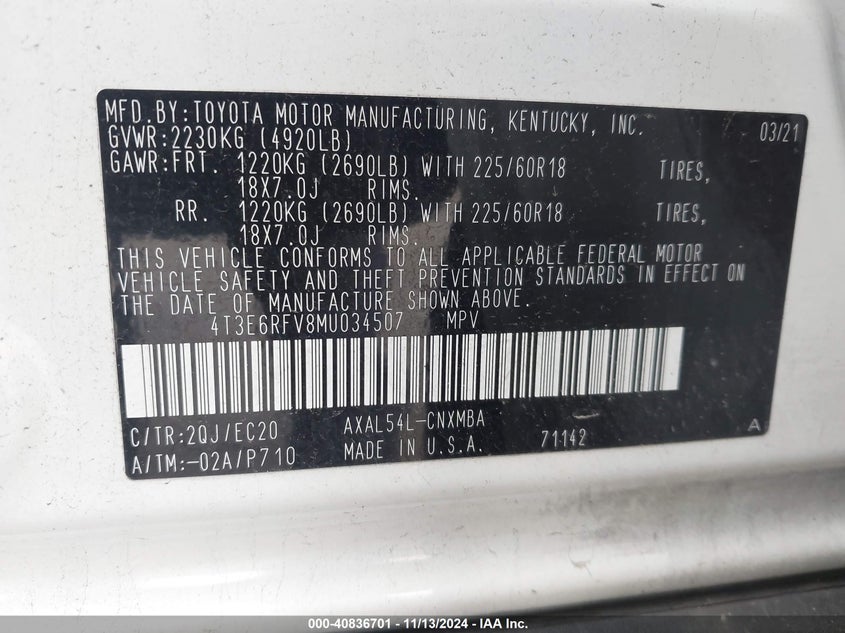 MFD.BY:TOYOTA MOTOR MANUFACTURING, KENTUCKY, INC. 03/21
GVWR:2230KG (4920LB)
GAWR:FRT. 1220KG (2690LB) WITH 225/60R18 TIRES,
18X7.0J RIMS.
RR. 1220KG (2690LB) WITH 225/60R18 TIRES,
18X7.0J RIMS.
THIS VEHICLE CONFORMS TO ALL APPLICABLE FEDERAL MOTOR
VEHICLE SAFETY AND THEFT PREVENTION STANDARDS IN EFFECT ON
THE DATE OF MANUFACTURE SHOWN ABOVE.
4T3E6RFV8MU034507 MPV
C/TR:2QJ/EC20 AXAL54L-CNXMBA A
A/TM:-02A/P710 MADE IN U.S.A. 71142
000-40836701 - 11/13/2024 - IAA Inc.